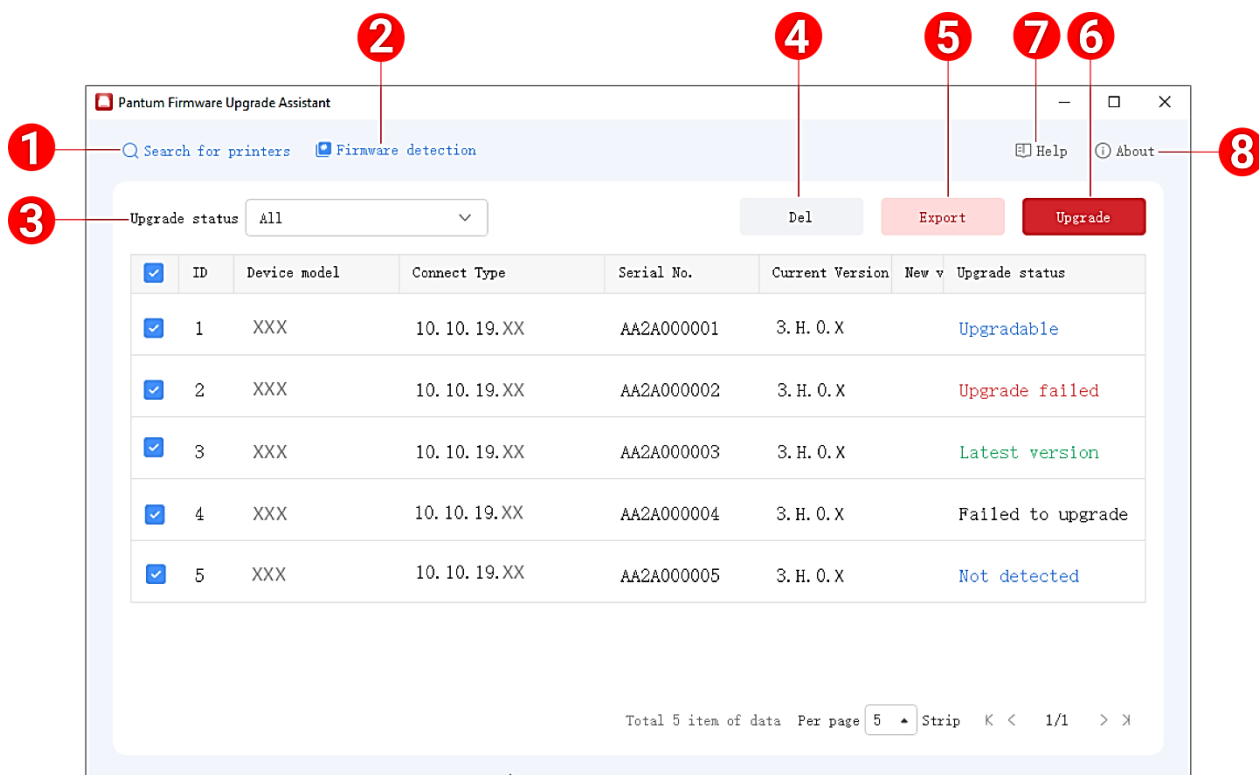 2 4 5 7 6
Pantum Firmware Upgrade Assistant
1 Search for printers Firmware detection Help About 8
3 Upgrade status All Del Export Upgrade
ID Device model Connect Type Serial No. Current Version New v Upgrade status
1 XXX 10.10.19.XX AA2A000001 3.H.0.X Upgradable
2 XXX 10.10.19.XX AA2A000002 3.H.0.X Upgrade failed
3 XXX 10.10.19.XX AA2A000003 3.H.0.X Latest version
4 XXX 10.10.19.XX AA2A000004 3.H.0.X Failed to upgrade
5 XXX 10.10.19.XX AA2A000005 3.H.0.X Not detected
Total 5 item of data Per page 5 Strip 1/1